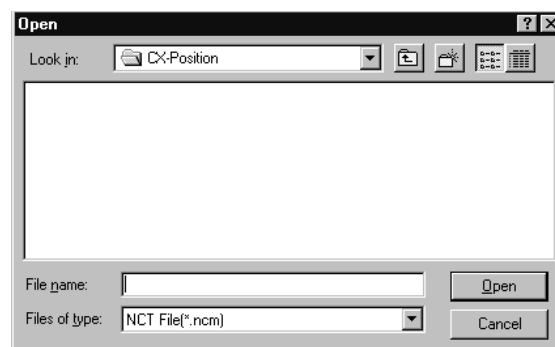 Open
Look in: CX-Position
File name:
Open
Files of type: NCT File(*.ncm)
Cancel